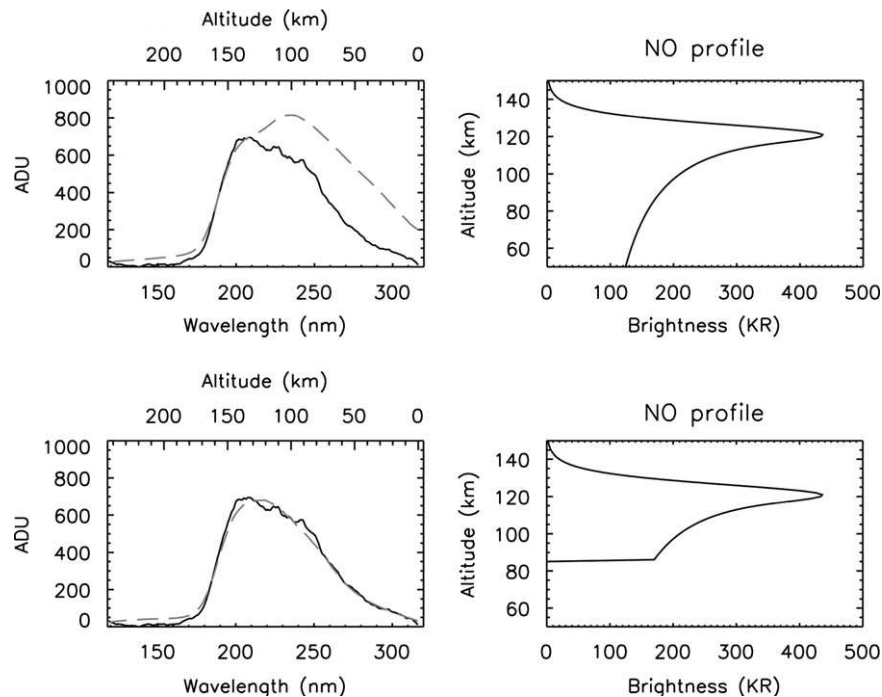 Altitude (km)
200 150 100 50 0
NO profile
1000
800
600
400
200
0
ADU
150 200 250 300
Wavelength (nm)
140
120
100
80
60
Altitude (km)
0 100 200 300 400 500
Brightness (KR)
Altitude (km)
200 150 100 50 0
NO profile
1000
800
600
400
200
0
ADU
150 200 250 300
Wavelength (nm)
140
120
100
80
60
Altitude (km)
0 100 200 300 400 500
Brightness (KR)